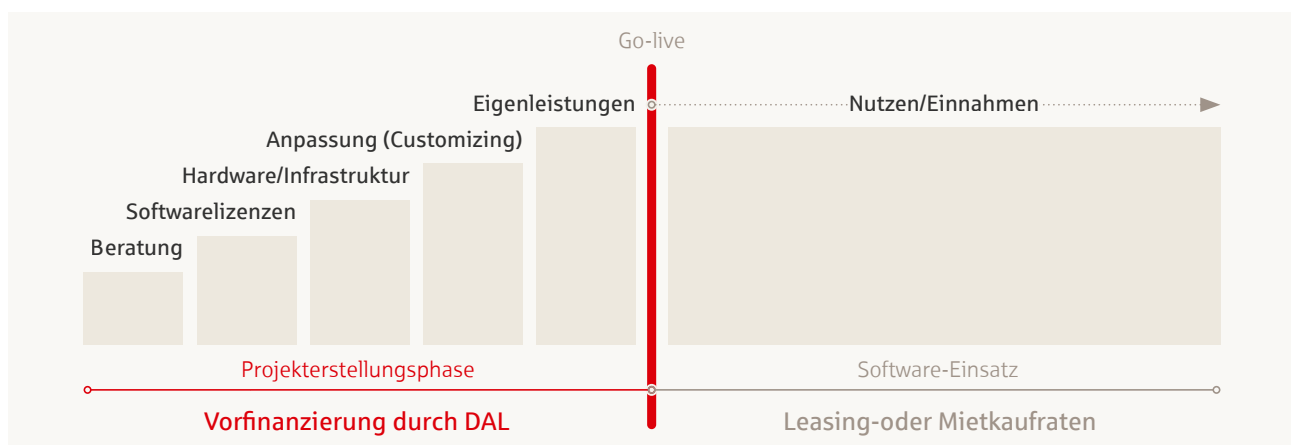 Go-live
Eigenleistungen
Nutzen/Einnahmen
Anpassung (Customizing)
Hardware/Infrastruktur
Softwarelizenzen
Beratung
Projekterstellungsphase
Software-Einsatz
Vorfinanzierung durch DAL
Leasing-oder Mietkaufraten